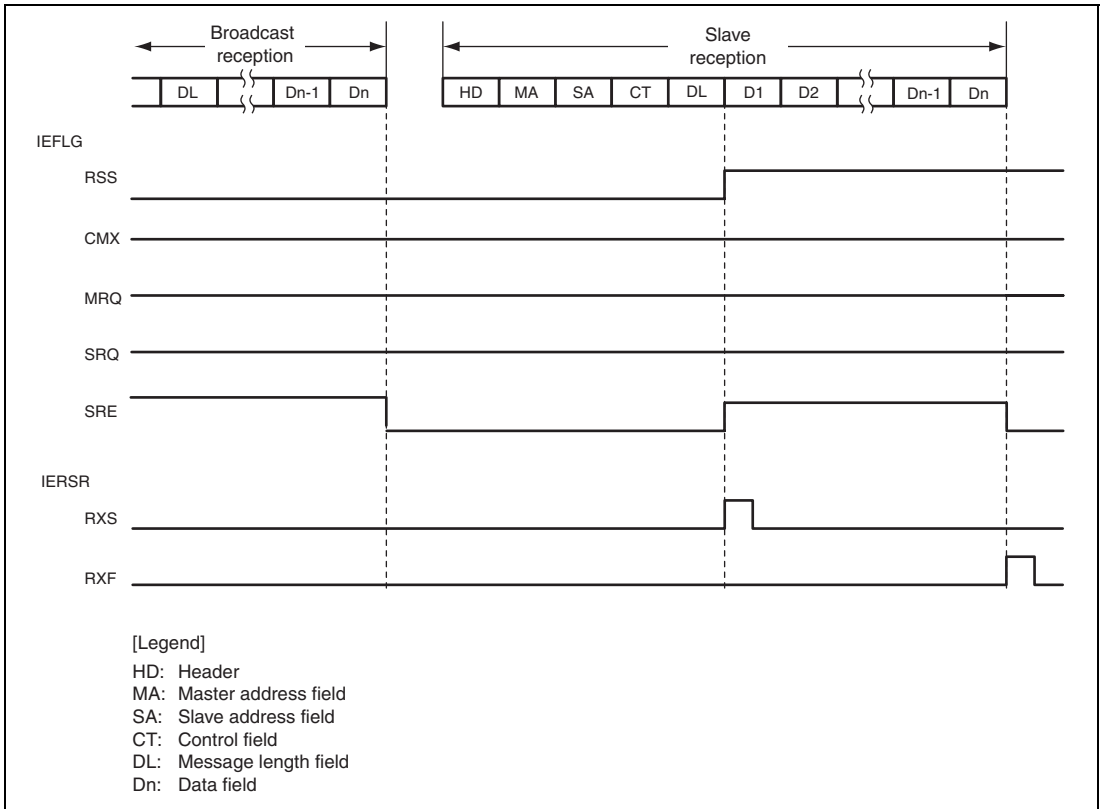 Broadcast
reception
Slave
reception
DL Dn-1 Dn HD MA SA CT DL D1 D2 Dn-1 Dn
IEFLG
RSS
CMX
MRQ
SRQ
SRE
IERSR
RXS
RXF
[Legend]
HD: Header
MA: Master address field
SA: Slave address field
CT: Control field
DL: Message length field
Dn: Data field